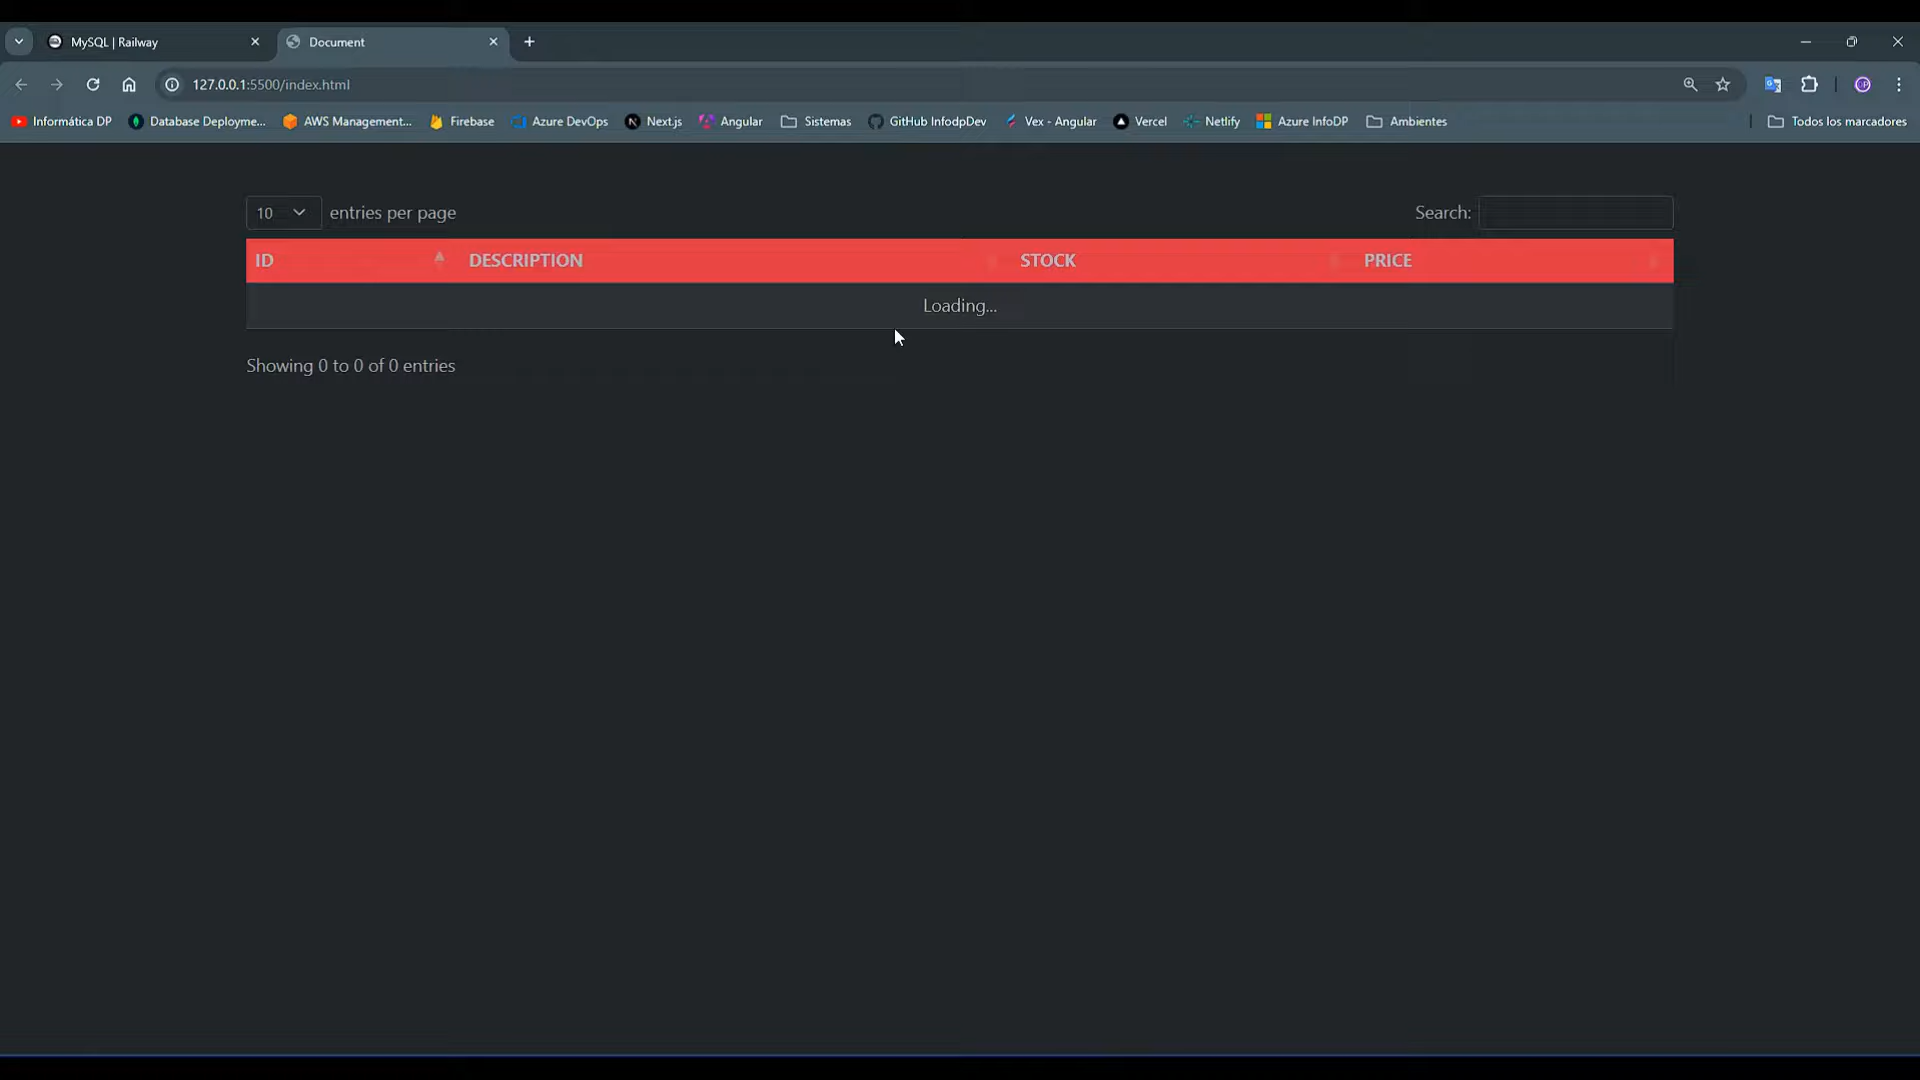 MySQL | Railway
Document
127.0.0.1:5500/index.html
Informática DP
Database Deployme...
AWS Management...
Firebase
Azure DevOps
Next.js
Angular
Sistemas
GitHub InfodpDev
Vex - Angular
Vercel
Netlify
Azure InfoDP
Ambientes
Todos los marcadores
10 entries per page
Search:
ID DESCRIPTION STOCK PRICE
Loading...
Showing 0 to 0 of 0 entries